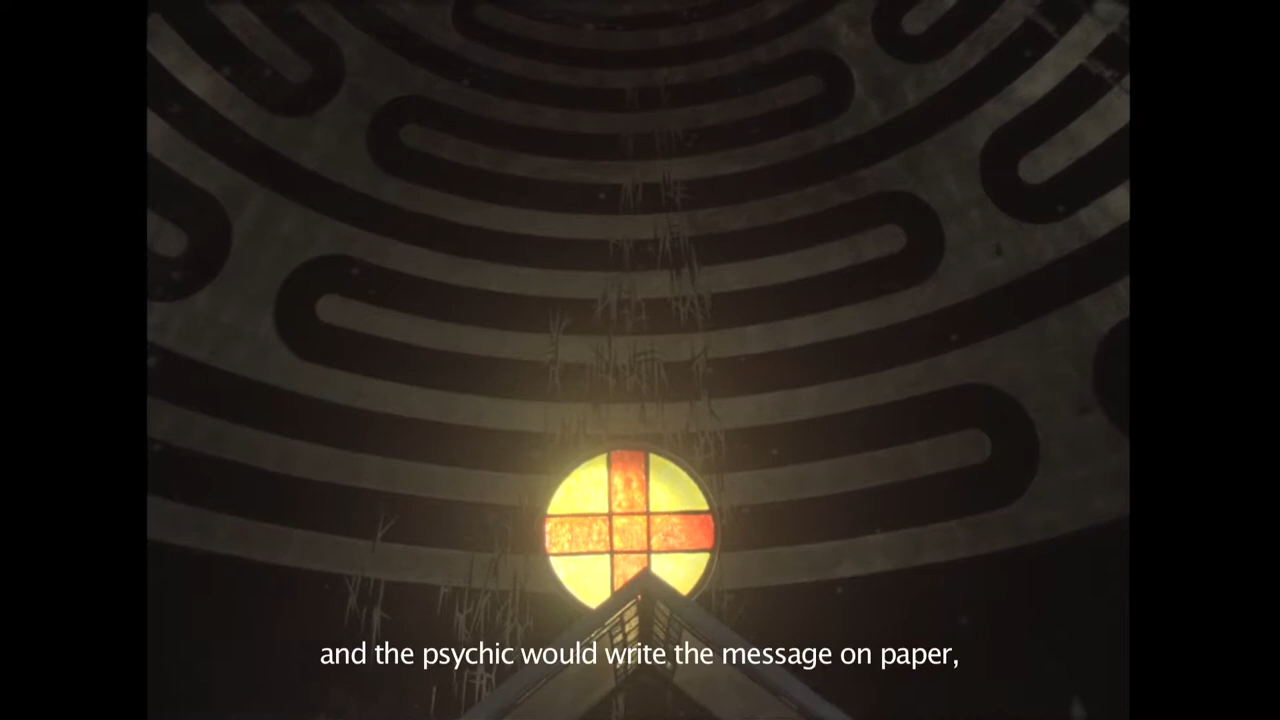 and the psychic would write the message on paper,